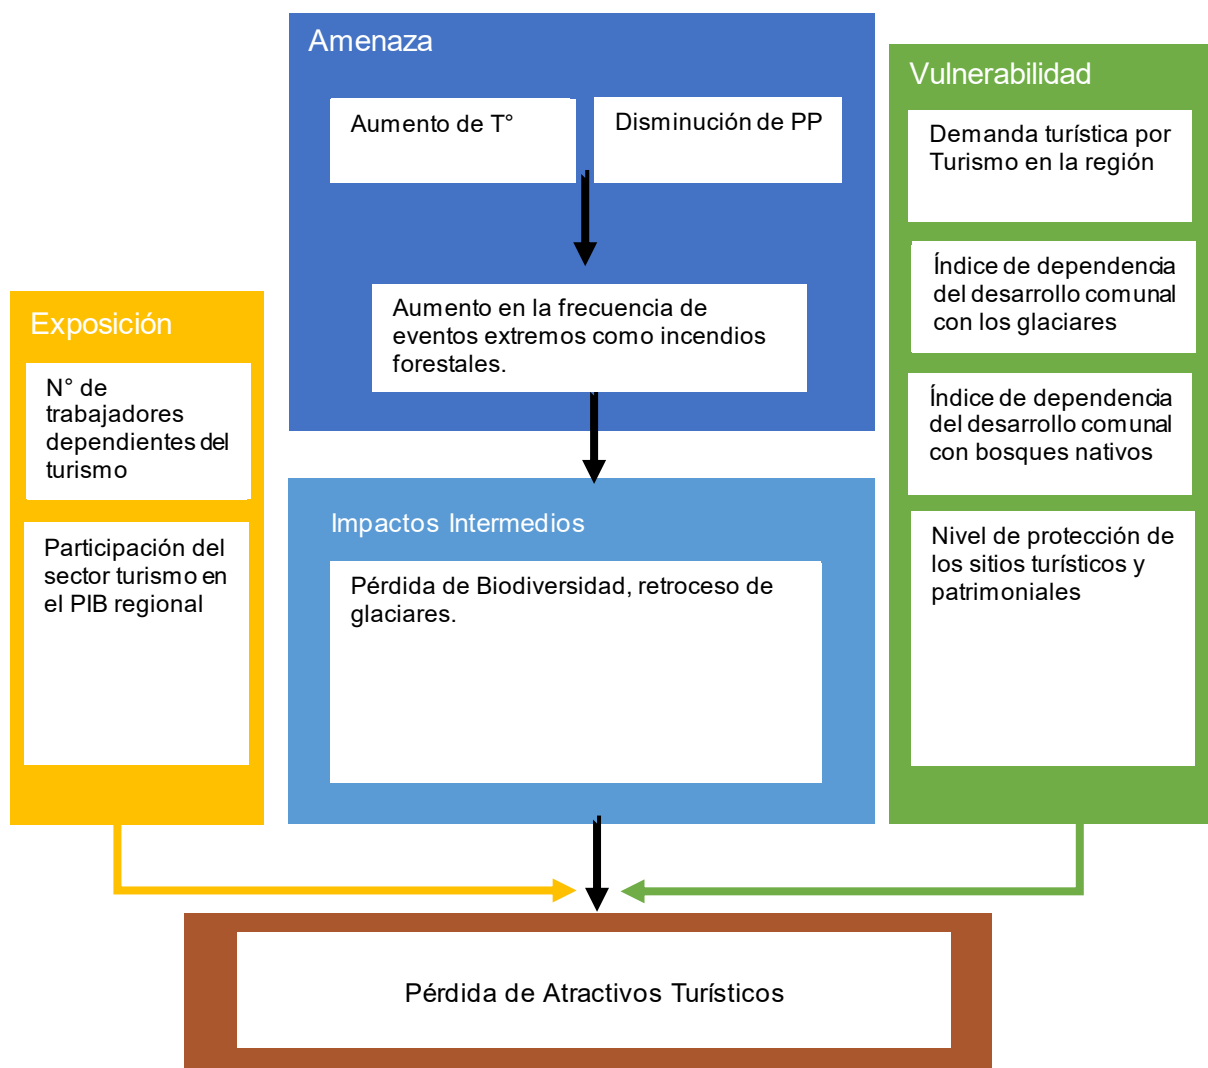 Amenaza
Aumento de T°
Disminución de PP
Aumento en la frecuencia de
eventos extremos como incendios
forestales.
Exposición
N° de
trabajadores
dependientes del
turismo
Participación del
sector turismo en
el PIB regional
Impactos Intermedios
Pérdida de Biodiversidad, retroceso de
glaciares.
Vulnerabilidad
Demanda turística por
Turismo en la región
Índice de dependencia
del desarrollo comunal
con los glaciares
Índice de dependencia
del desarrollo comunal
con bosques nativos
Nivel de protección de
los sitios turísticos y
patrimoniales
Pérdida de Atractivos Turísticos